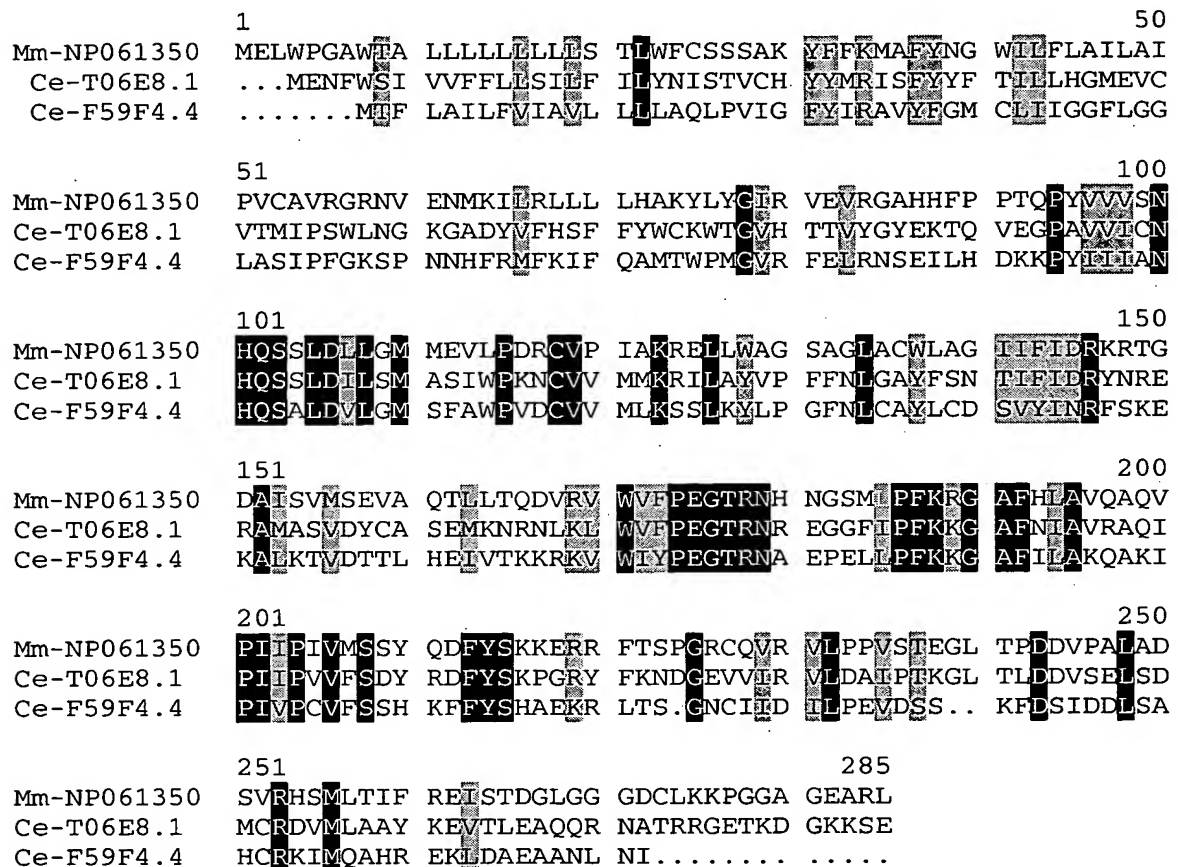 1 50
Mm-NP061350 MELWPGAWTA LLLLLLLLLS TLWFCSSSAK YFFKMAFYNG WILFLAILAI
Ce-T06E8.1 ...MENFWSI VVFFLLSILF ILYNISTVCH YYMRISFYYF TILLHGMEVC
Ce-F59F4.4 .......MTF LAILFVIAVL LLLAQLPVIG FYIRAVYFGM CLIIGGFLGG
51 100
Mm-NP061350 PVCAVRGRNV ENMKILRLLL LHAKYLYGIR VEVRGAHHFP PTQPYVVVSN
Ce-T06E8.1 VTMIPSWLNG KGADYVFHSF FYWCKWTGVH TTVYGYEKTQ VEGPAVVICN
Ce-F59F4.4 LASIPFGKSP NNHFRMFKIF QAMTWPMGVR FELRNSEILH DKKPYIIIAN
101 150
Mm-NP061350 HQSSLDLLGM MEVLPDRCVP IAKRELLWAG SAGLACWLAG TIFIDRKRTG
Ce-T06E8.1 HQSSLDILSM ASIWPKNCVV MMKRILAYVP FFNLGAYFSN TIFIDRYNRE
Ce-F59F4.4 HQSALDVLGM SFAWPVDCVV MLKSSLKYLP GFNLCAYLCD SVYINRFSKE
151 200
Mm-NP061350 DAISVMSEVA QTLLTQDVRV WVFPEGTRNH NGSMLPFKRG AFHLAVQAQV
Ce-T06E8.1 RAMASVDYCA SEMKNRNLKL WVFPEGTRNR EGGFIPFKKG AFNIAVRAQI
Ce-F59F4.4 KALKTVDTTL HEIVTKKRKV WIYPEGTRNA EPELLPFKKG AFILAKQAKI
201 250
Mm-NP061350 PIIPIVMSSY QDFYSKKERR FTSPGRCQVR VLPPVSTEGL TPDDVPALAD
Ce-T06E8.1 PIIPVVFSDY RDFYSKPGRY FKNDGEVVIR VLDAIPTKGL TLDDVSELSD
Ce-F59F4.4 PIVPCVFSSH KFFYSHAEKR LTS.GNCIID ILPEVDSS.. KFDSIDDLSA
251 285
Mm-NP061350 SVRHSMLTIF REISTDGLGG GDCLKKPGGA GEARL
Ce-T06E8.1 MCRDVMLAAY KEVTLEAQQR NATRRGETKD GKKSE
Ce-F59F4.4 HCRKIMQAHR EKLDAEAANL NI........ .....